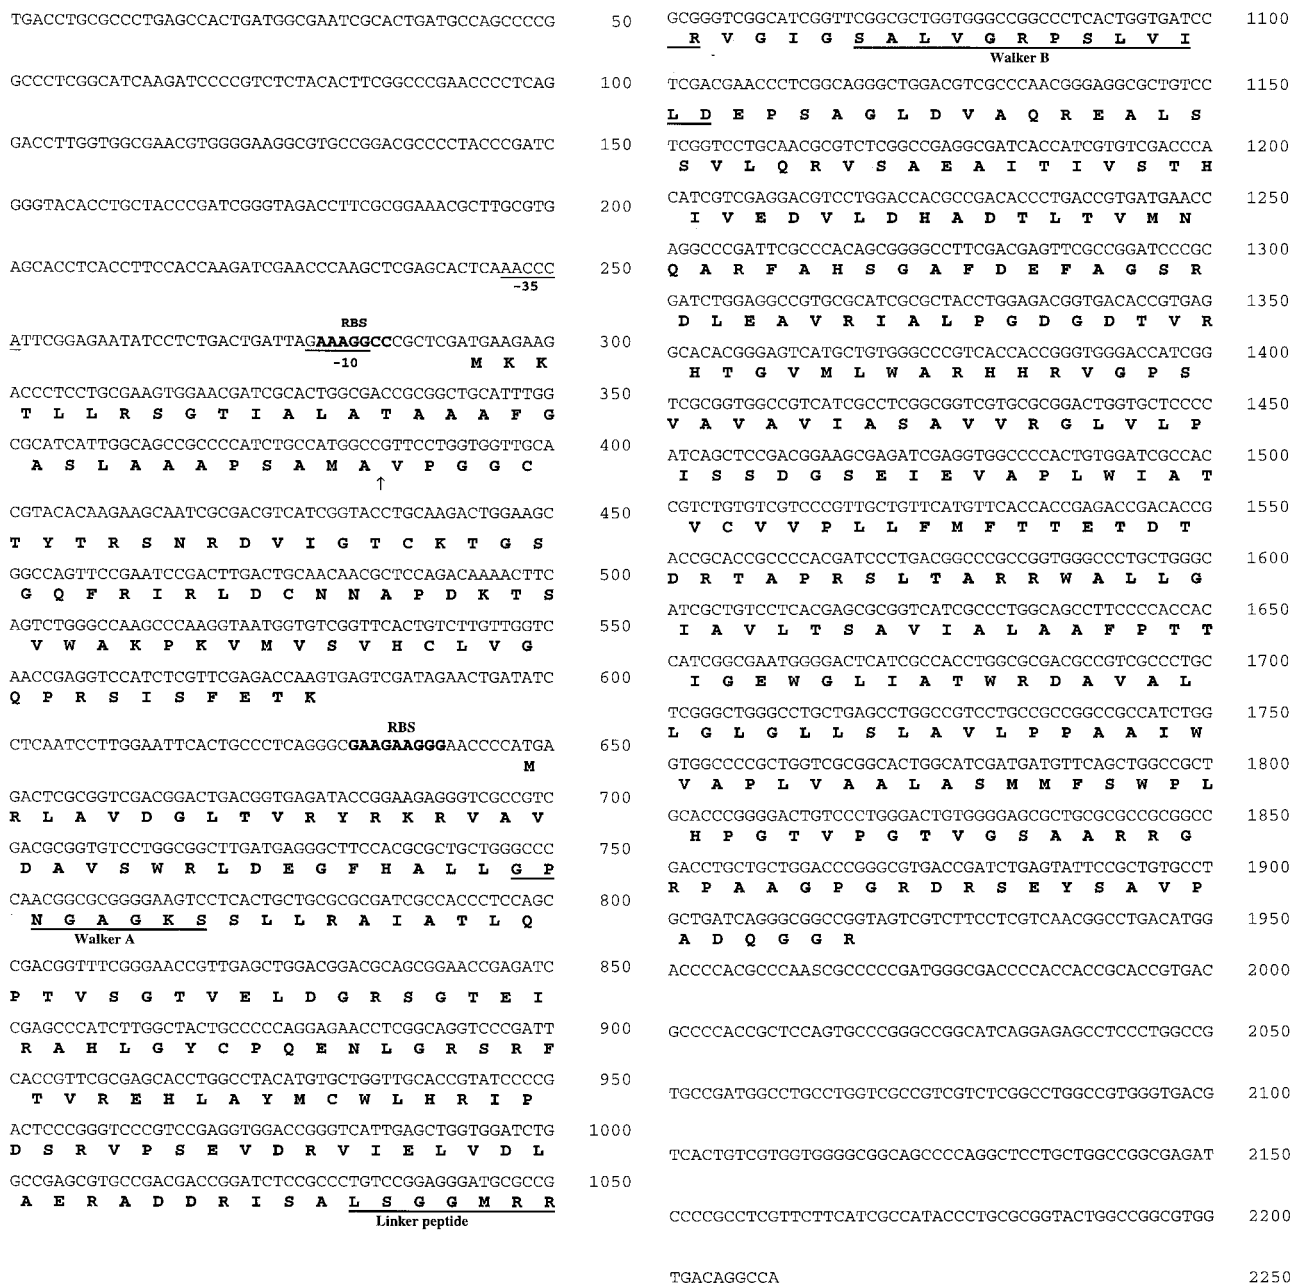 TGACCTGCGCCCTGAGCCACTGATGGCGAATCGCACTGATGCCAGCCCCG 50
GCCCTCGGCATCAAGATCCCCGTCTCTACACTTCGGCCCGAACCCCTCAG 100
GACCTTGGTGGCGAACGTGGGGAAGGCGTGCCGGACGCCCCTACCCGATC 150
GGGTACACCTGCTACCCGATCGGGTAGACCTTCGCGGAAACGCTTGCGTG 200
AGCACCTCACCTTCCACCAAGATCGAACCCAAGCTCGAGCACTCAAACCC 250
-35
RBS
ATTCGGAGAATATCCTCTGACTGATTAGAAAGGCCCGCTCGATGAAGAAG 300
-10 M K K
ACCCTCCTGCGAAGTGGAACGATCGCACTGGCGACCGCGGCTGCATTTGG 350
T L L R S G T I A L A T A A A F G
CGCATCATTGGCAGCCGCCCCATCTGCCATGGCCGTTCCTGGTGGTTGCA 400
A S L A A A P S A M A V P G G C
↑
CGTACACAAGAAGCAATCGCGACGTCATCGGTACCTGCAAGACTGGAAGC 450
T Y T R S N R D V I G T C K T G S
GGCCAGTTCCGAATCCGACTTGACTGCAACAACGCTCCAGACAAAACTTC 500
G Q F R I R L D C N N A P D K T S
AGTCTGGGCCAAGCCCAAGGTAATGGTGTCGGTTCACTGTCTTGTTGGTC 550
V W A K P K V M V S V H C L V G
AACCGAGGTCCATCTCGTTCGAGACCAAGTGAGTCGATAGAACTGATATC 600
Q P R S I S F E T K
RBS
CTCAATCCTTGGAATTCACTGCCCTCAGGGCGAAGAAGGGAACCCCATGA 650
M
GACTCGCGGTCGACGGACTGACGGTGAGATACCGGAAGAGGGTCGCCGTC 700
R L A V D G L T V R Y R K R V A V
GACGCGGTGTCCTGGCGGCTTGATGAGGGCTTCCACGCGCTGCTGGGCCC 750
D A V S W R L D E G F H A L L G P
CAACGGCGCGGGGAAGTCCTCACTGCTGCGCGCGATCGCCACCCTCCAGC 800
N G A G K S S L L R A I A T L Q
Walker A
CGACGGTTTCGGGAACCGTTGAGCTGGACGGACGCAGCGGAACCGAGATC 850
P T V S G T V E L D G R S G T E I
CGAGCCCATCTTGGCTACTGCCCCCAGGAGAACCTCGGCAGGTCCCGATT 900
R A H L G Y C P Q E N L G R S R F
CACCGTTCGCGAGCACCTGGCCTACATGTGCTGGTTGCACCGTATCCCCG 950
T V R E H L A Y M C W L H R I P
ACTCCCGGGTCCCGTCCGAGGTGGACCGGGTCATTGAGCTGGTGGATCTG 1000
D S R V P S E V D R V I E L V D L
GCCGAGCGTGCCGACGACCGGATCTCCGCCCTGTCCGGAGGGATGCGCCG 1050
A E R A D D R I S A L S G G M R R
Linker peptide
GCGGGTCGGCATCGGTTCGGCGCTGGTGGGCCGGCCCTCACTGGTGATCC 1100
R V G I G S A L V G R P S L V I
Walker B
TCGACGAACCCTCGGCAGGGCTGGACGTCGCCCAACGGGAGGCGCTGTCC 1150
L D E P S A G L D V A Q R E A L S
TCGGTCCTGCAACGCGTCTCGGCCGAGGCGATCACCATCGTGTCGACCCA 1200
S V L Q R V S A E A I T I V S T H
CATCGTCGAGGACGTCCTGGACCACGCCGACACCCTGACCGTGATGAACC 1250
I V E D V L D H A D T L T V M N
AGGCCCGATTCGCCCACAGCGGGGCCTTCGACGAGTTCGCCGGATCCCGC 1300
Q A R F A H S G A F D E F A G S R
GATCTGGAGGCCGTGCGCATCGCGCTACCTGGAGACGGTGACACCGTGAG 1350
D L E A V R I A L P G D G D T V R
GCACACGGGAGTCATGCTGTGGGCCCGTCACCACCGGGTGGGACCATCGG 1400
H T G V M L W A R H H R V G P S
TCGCGGTGGCCGTCATCGCCTCGGCGGTCGTGCGCGGACTGGTGCTCCCC 1450
V A V A V I A S A V V R G L V L P
ATCAGCTCCGACGGAAGCGAGATCGAGGTGGCCCCACTGTGGATCGCCAC 1500
I S S D G S E I E V A P L W I A T
CGTCTGTGTCGTCCCGTTGCTGTTCATGTTCACCACCGAGACCGACACCG 1550
V C V V P L L F M F T T E T D T
ACCGCACCGCCCCACGATCCCTGACGGCCCGCCGGTGGGCCCTGCTGGGC 1600
D R T A P R S L T A R R W A L L G
ATCGCTGTCCTCACGAGCGCGGTCATCGCCCTGGCAGCCTTCCCCACCAC 1650
I A V L T S A V I A L A A F P T T
CATCGGCGAATGGGGACTCATCGCCACCTGGCGCGACGCCGTCGCCCTGC 1700
I G E W G L I A T W R D A V A L
TCGGGCTGGGCCTGCTGAGCCTGGCCGTCCTGCCGCCGGCCGCCATCTGG 1750
L G L G L L S L A V L P P A A I W
GTGGCCCCGCTGGTCGCGGCACTGGCATCGATGATGTTCAGCTGGCCGCT 1800
V A P L V A A L A S M M F S W P L
GCACCCGGGGACTGTCCCTGGGACTGTGGGGAGCGCTGCGCGCCGCGGCC 1850
H P G T V P G T V G S A A R R G
GACCTGCTGCTGGACCCGGGCGTGACCGATCTGAGTATTCCGCTGTGCCT 1900
R P A A G P G R D R S E Y S A V P
GCTGATCAGGGCGGCCGGTAGTCGTCTTCCTCGTCAACGGCCTGACATGG 1950
A D Q G G R
ACCCCACGCCCAASCGCCCCCGATGGGCGACCCCACCACCGCACCGTGAC 2000
GCCCCACCGCTCCAGTGCCCGGGCCGGCATCAGGAGAGCCTCCCTGGCCG 2050
TGCCGATGGCCTGCCTGGTCGCCGTCGTCTCGGCCTGGCCGTGGGTGACG 2100
TCACTGTCGTGGTGGGGCGGCAGCCCCAGGCTCCTGCTGGCCGGCGAGAT 2150
CCCCGCCTCGTTCTTCATCGCCATACCCTGCGCGGTACTGGCCGGCGTGG 2200
TGACAGGCCA 2250